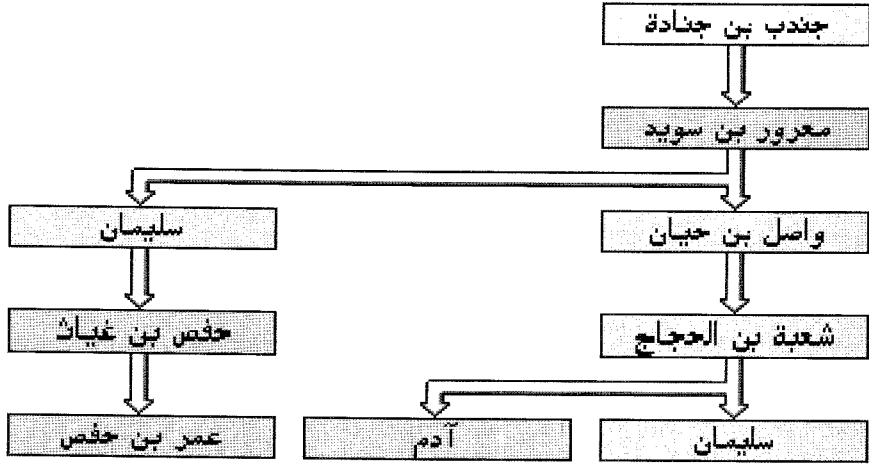 جندب بن جنادة
معرور بن سويد
واصل بن حيان
سليمان
شعبة بن الحجاج
حفص بن غياث
سليمان
آدم
عمر بن حفص